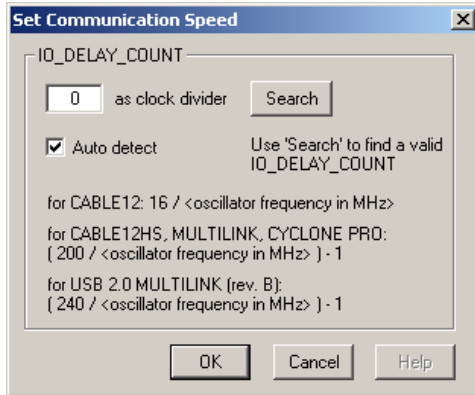 Set Communication Speed
IO_DELAY_COUNT
0 as clock divider Search
Auto detect Use 'Search' to find a valid
IO_DELAY_COUNT
for CABLE12: 16 / <oscillator frequency in MHz>
for CABLE12HS, MULTILINK, CYCLONE PRO:
( 200 / <oscillator frequency in MHz> ) - 1
for USB 2.0 MULTILINK (rev. B):
( 240 / <oscillator frequency in MHz> ) - 1
OK Cancel Help